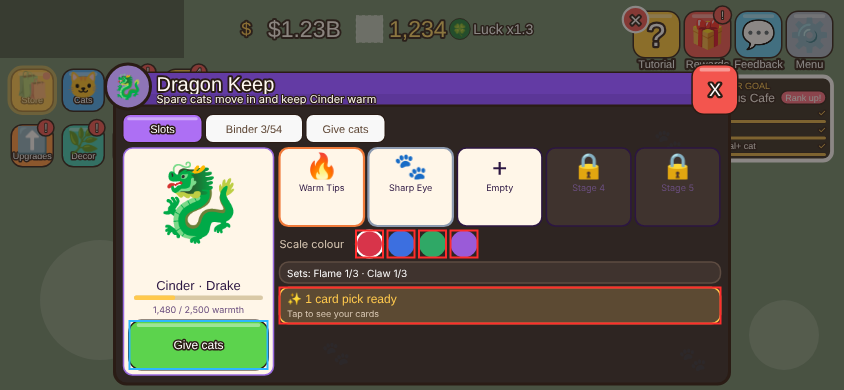 $ $1.23B 1,234 Luck x1.3
Tutorial Rewards Feedback Menu
Store Cats
Upgrades Decor
Dragon Keep
Spare cats move in and keep Cinder warm
X
Slots Binder 3/54 Give cats
Warm Tips Sharp Eye Empty Stage 4 Stage 5
Scale colour
Sets: Flame 1/3 · Claw 1/3
✨ 1 card pick ready
Tap to see your cards
Cinder · Drake
1,480 / 2,500 warmth
Give cats
GOAL
Cafe Rank up!
cat